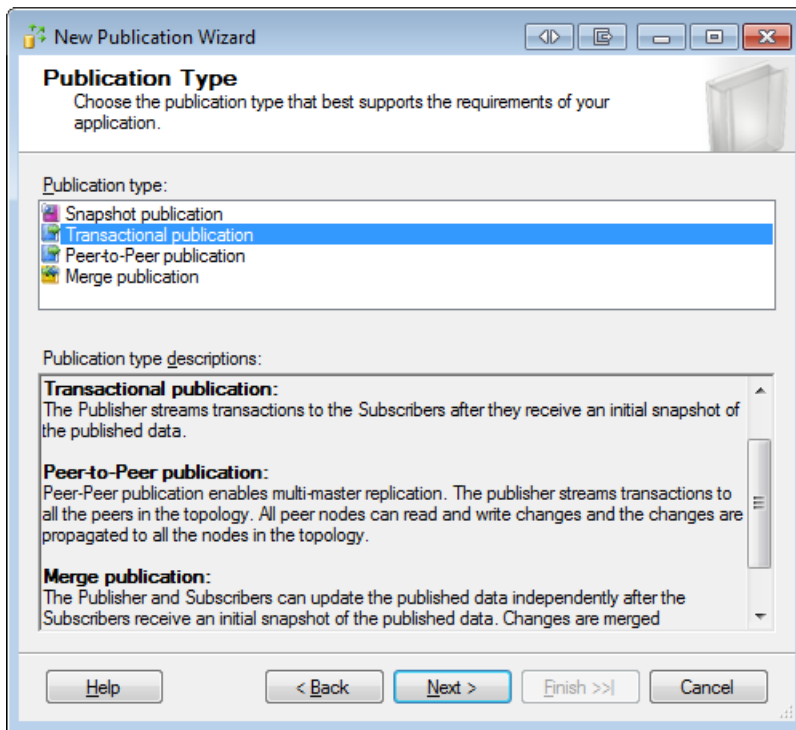 New Publication Wizard
Publication Type
Choose the publication type that best supports the requirements of your
application.
Publication type:
Snapshot publication
Transactional publication
Peer-to-Peer publication
Merge publication
Publication type descriptions:
Transactional publication:
The Publisher streams transactions to the Subscribers after they receive an initial snapshot of
the published data.
Peer-to-Peer publication:
Peer-Peer publication enables multi-master replication. The publisher streams transactions to
all the peers in the topology. All peer nodes can read and write changes and the changes are
propagated to all the nodes in the topology.
Merge publication:
The Publisher and Subscribers can update the published data independently after the
Subscribers receive an initial snapshot of the published data. Changes are merged
Help
< Back
Next >
Finish >>|
Cancel